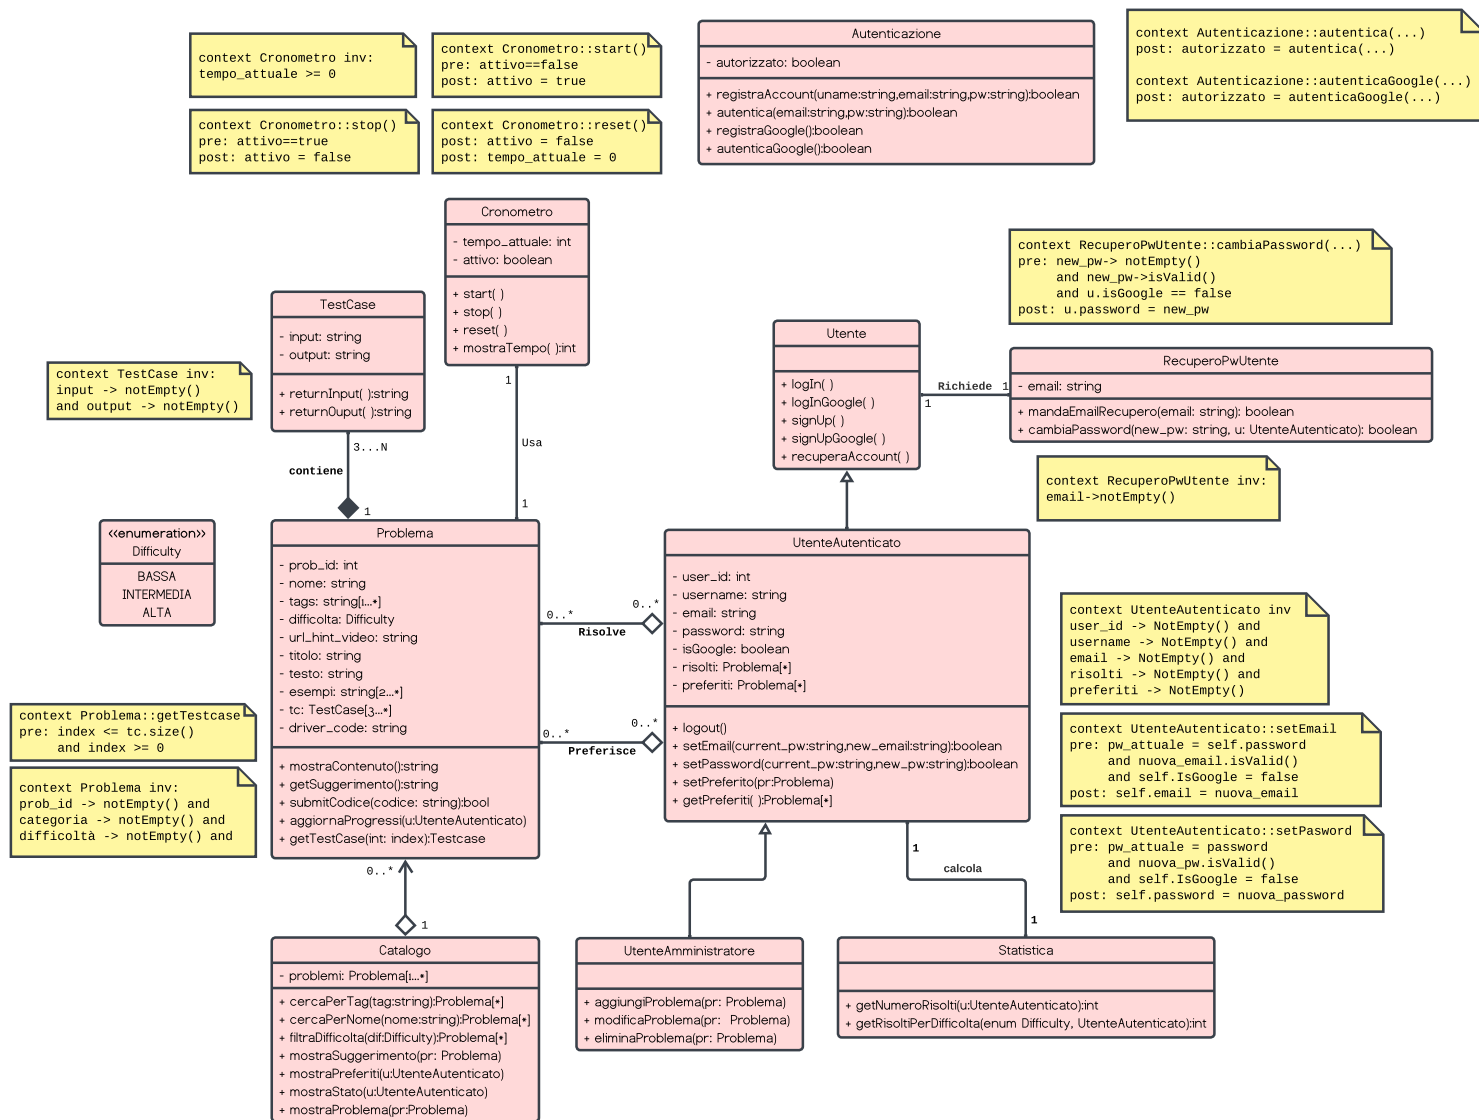 context Cronometro inv:
tempo_attuale >= 0
context Cronometro::start()
pre: attivo==false
post: attivo = true
context Cronometro::stop()
pre: attivo==true
post: attivo = false
context Cronometro::reset()
post: attivo = false
post: tempo_attuale = 0
Autenticazione
- autorizzato: boolean
+ registraAccount(uname:string,email:string,pw:string):boolean
+ autentica(email:string,pw:string):boolean
+ registraGoogle():boolean
+ autenticaGoogle():boolean
context Autenticazione::autentica(...)
post: autorizzato = autentica(...)
context Autenticazione::autenticaGoogle(...)
post: autorizzato = autenticaGoogle(...)
Cronometro
- tempo_attuale: int
- attivo: boolean
+ start( )
+ stop( )
+ reset( )
+ mostraTempo( ):int
1
Usa
1
TestCase
- input: string
- output: string
+ returnInput( ):string
+ returnOuput( ):string
3...N
contiene
1
context TestCase inv:
input -> notEmpty()
and output -> notEmpty()
context RecuperoPwUtente::cambiaPassword(...)
pre: new_pw-> notEmpty()
and new_pw->isValid()
and u.isGoogle == false
post: u.password = new_pw
Utente
+ logIn( )
+ logInGoogle( )
+ signUp( )
+ signUpGoogle( )
+ recuperaAccount( )
Richiede 1
1
RecuperoPwUtente
- email: string
+ mandaEmailRecupero(email: string): boolean
+ cambiaPassword(new_pw: string, u: UtenteAutenticato): boolean
context RecuperoPwUtente inv:
email->notEmpty()
<<enumeration>>
Difficulty
BASSA
INTERMEDIA
ALTA
Problema
- prob_id: int
- nome: string
- tags: string[1...*]
- difficolta: Difficulty
- url_hint_video: string
- titolo: string
- testo: string
- esempi: string[2...*]
- tc: TestCase[3...*]
- driver_code: string
+ mostraContenuto():string
+ getSuggerimento():string
+ submitCodice(codice: string):bool
+ aggiornaProgressi(u:UtenteAutenticato)
+ getTestCase(int: index):Testcase
0..*
0..*
Risolve
0..*
0..*
Preferisce
UtenteAutenticato
- user_id: int
- username: string
- email: string
- password: string
- isGoogle: boolean
- risolti: Problema[*]
- preferiti: Problema[*]
+ logout()
+ setEmail(current_pw:string,new_email:string):boolean
+ setPassword(current_pw:string,new_pw:string):boolean
+ setPreferito(pr:Problema)
+ getPreferiti( ):Problema[*]
context UtenteAutenticato inv
user_id -> NotEmpty() and
username -> NotEmpty() and
email -> NotEmpty() and
risolti -> NotEmpty() and
preferiti -> NotEmpty()
context Problema::getTestcase
pre: index <= tc.size()
and index >= 0
context Problema inv:
prob_id -> notEmpty() and
categoria -> notEmpty() and
difficoltà -> notEmpty() and
context UtenteAutenticato::setEmail
pre: pw_attuale = self.password
and nuova_email.isValid()
and self.IsGoogle = false
post: self.email = nuova_email
context UtenteAutenticato::setPasword
pre: pw_attuale = password
and nuova_pw.isValid()
and self.IsGoogle = false
post: self.password = nuova_password
0..*
1
1
calcola
1
Catalogo
- problemi: Problema[1...*]
+ cercaPerTag(tag:string):Problema[*]
+ cercaPerNome(nome:string):Problema[*]
+ filtraDifficolta(dif:Difficulty):Problema[*]
+ mostraSuggerimento(pr: Problema)
+ mostraPreferiti(u:UtenteAutenticato)
+ mostraStato(u:UtenteAutenticato)
+ mostraProblema(pr:Problema)
UtenteAmministratore
+ aggiungiProblema(pr: Problema)
+ modificaProblema(pr: Problema)
+ eliminaProblema(pr: Problema)
Statistica
+ getNumeroRisolti(u:UtenteAutenticato):int
+ getRisoltiPerDifficolta(enum Difficulty, UtenteAutenticato):int